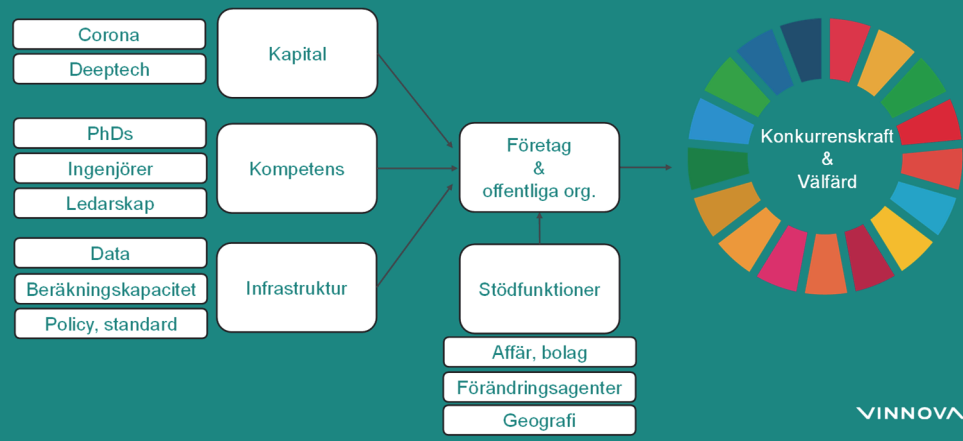 Corona
Deeptech
Kapital
PhDs
Ingenjörer
Ledarskap
Kompetens
Data
Beräkningskapacitet
Policy, standard
Infrastruktur
Företag
&
offentliga org.
Stödfunktioner
Affär, bolag
Förändringsagenter
Geografi
Konkurrenskraft
&
Välfärd
VINNOVA